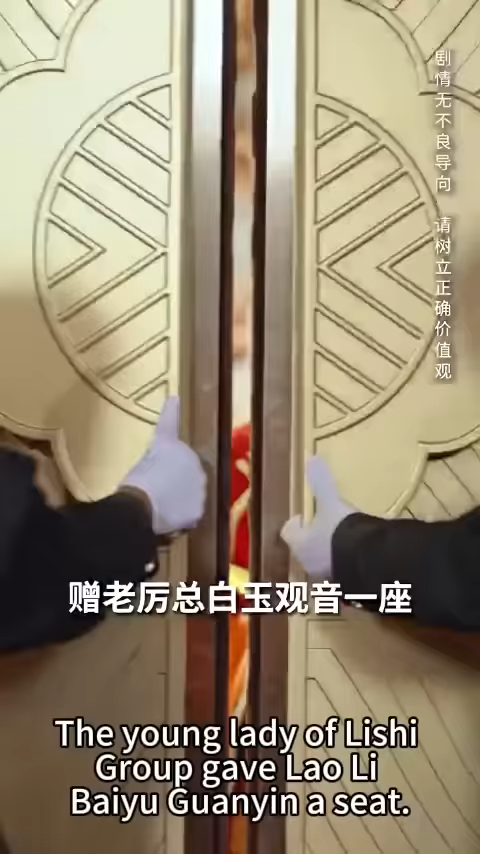 剧情无不良导向 请树立正确价值观
赠老厉总白玉观音一座
The young lady of Lishi
Group gave Lao Li
Baiyu Guanyin a seat.